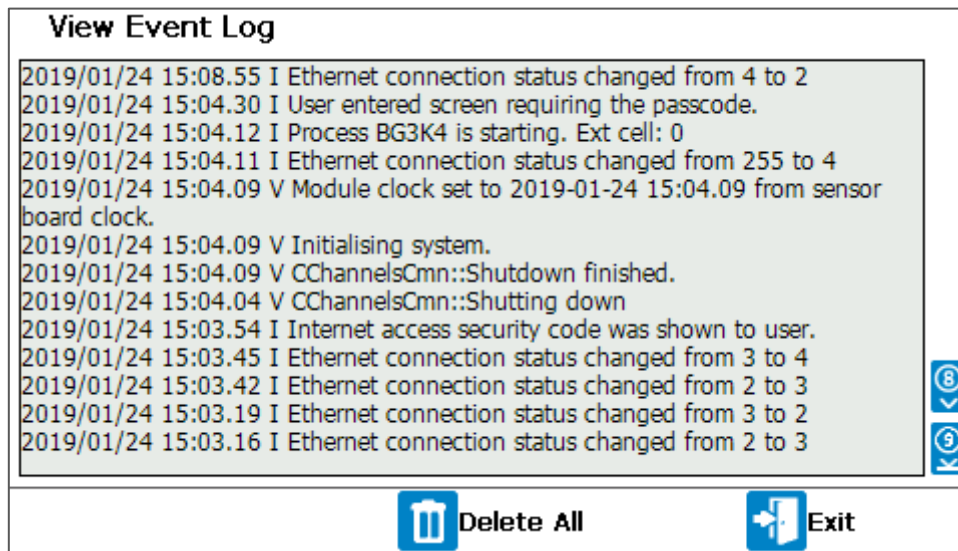 View Event Log
2019/01/24 15:08.55 I Ethernet connection status changed from 4 to 2
2019/01/24 15:04.30 I User entered screen requiring the passcode.
2019/01/24 15:04.12 I Process BG3K4 is starting. Ext cell: 0
2019/01/24 15:04.11 I Ethernet connection status changed from 255 to 4
2019/01/24 15:04.09 V Module clock set to 2019-01-24 15:04.09 from sensor
board clock.
2019/01/24 15:04.09 V Initialising system.
2019/01/24 15:04.09 V CChannelsCmn::Shutdown finished.
2019/01/24 15:04.04 V CChannelsCmn::Shutting down
2019/01/24 15:03.54 I Internet access security code was shown to user.
2019/01/24 15:03.45 I Ethernet connection status changed from 3 to 4
2019/01/24 15:03.42 I Ethernet connection status changed from 2 to 3
2019/01/24 15:03.19 I Ethernet connection status changed from 3 to 2
2019/01/24 15:03.16 I Ethernet connection status changed from 2 to 3
8
9
Delete All
Exit